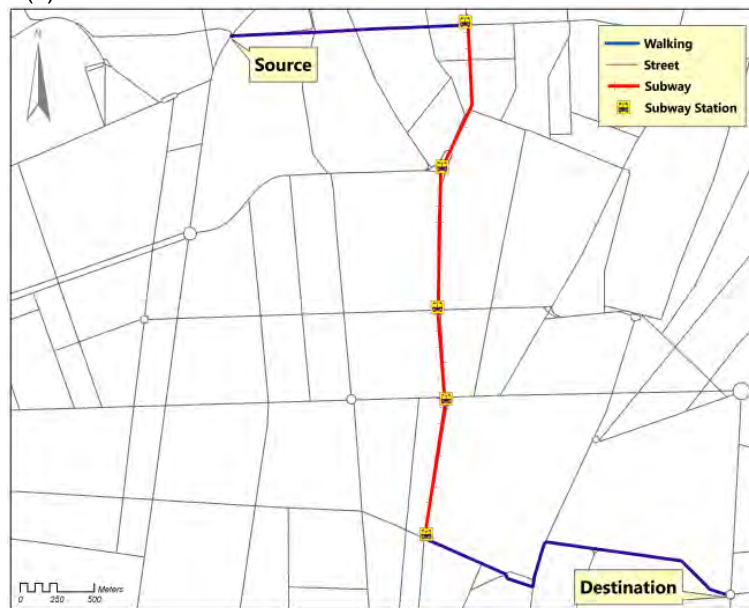 N
Source
Walking
Street
Subway
Subway Station
Destination
0 250 500 Meters